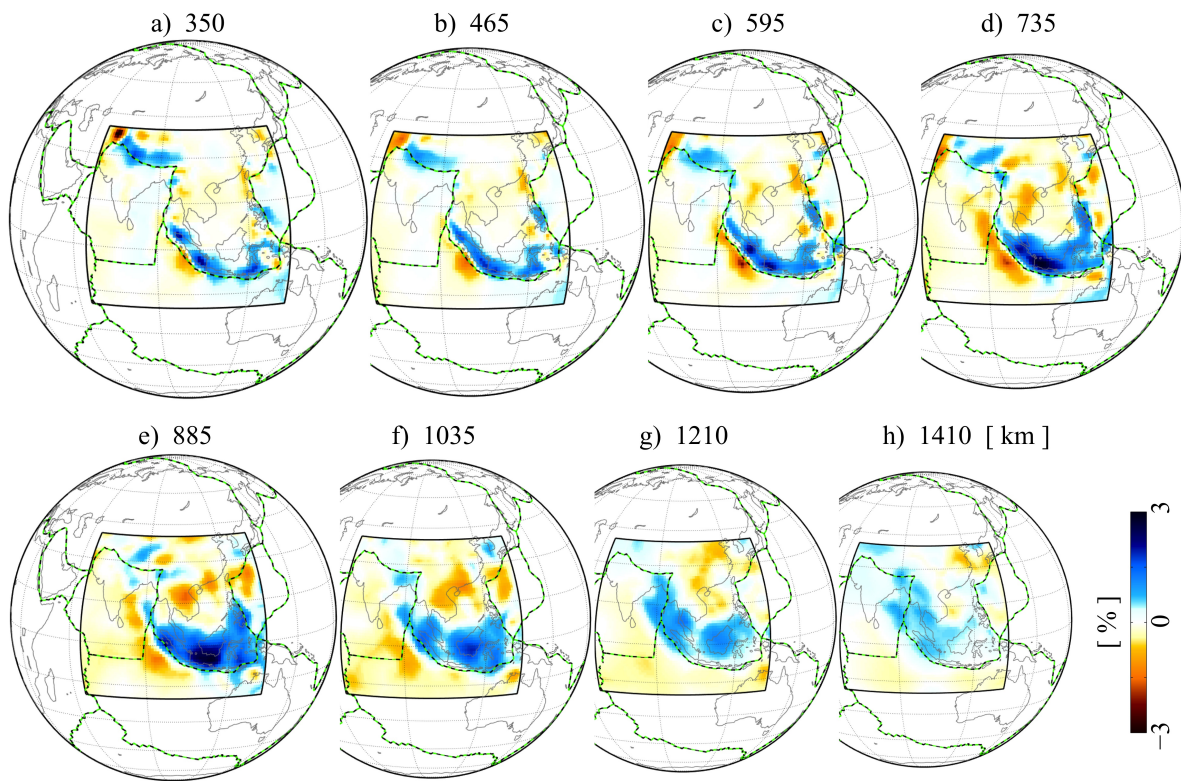 a) 350
b) 465
c) 595
d) 735
e) 885
f) 1035
g) 1210
h) 1410 [ km ]
3
0
−3
[ % ]